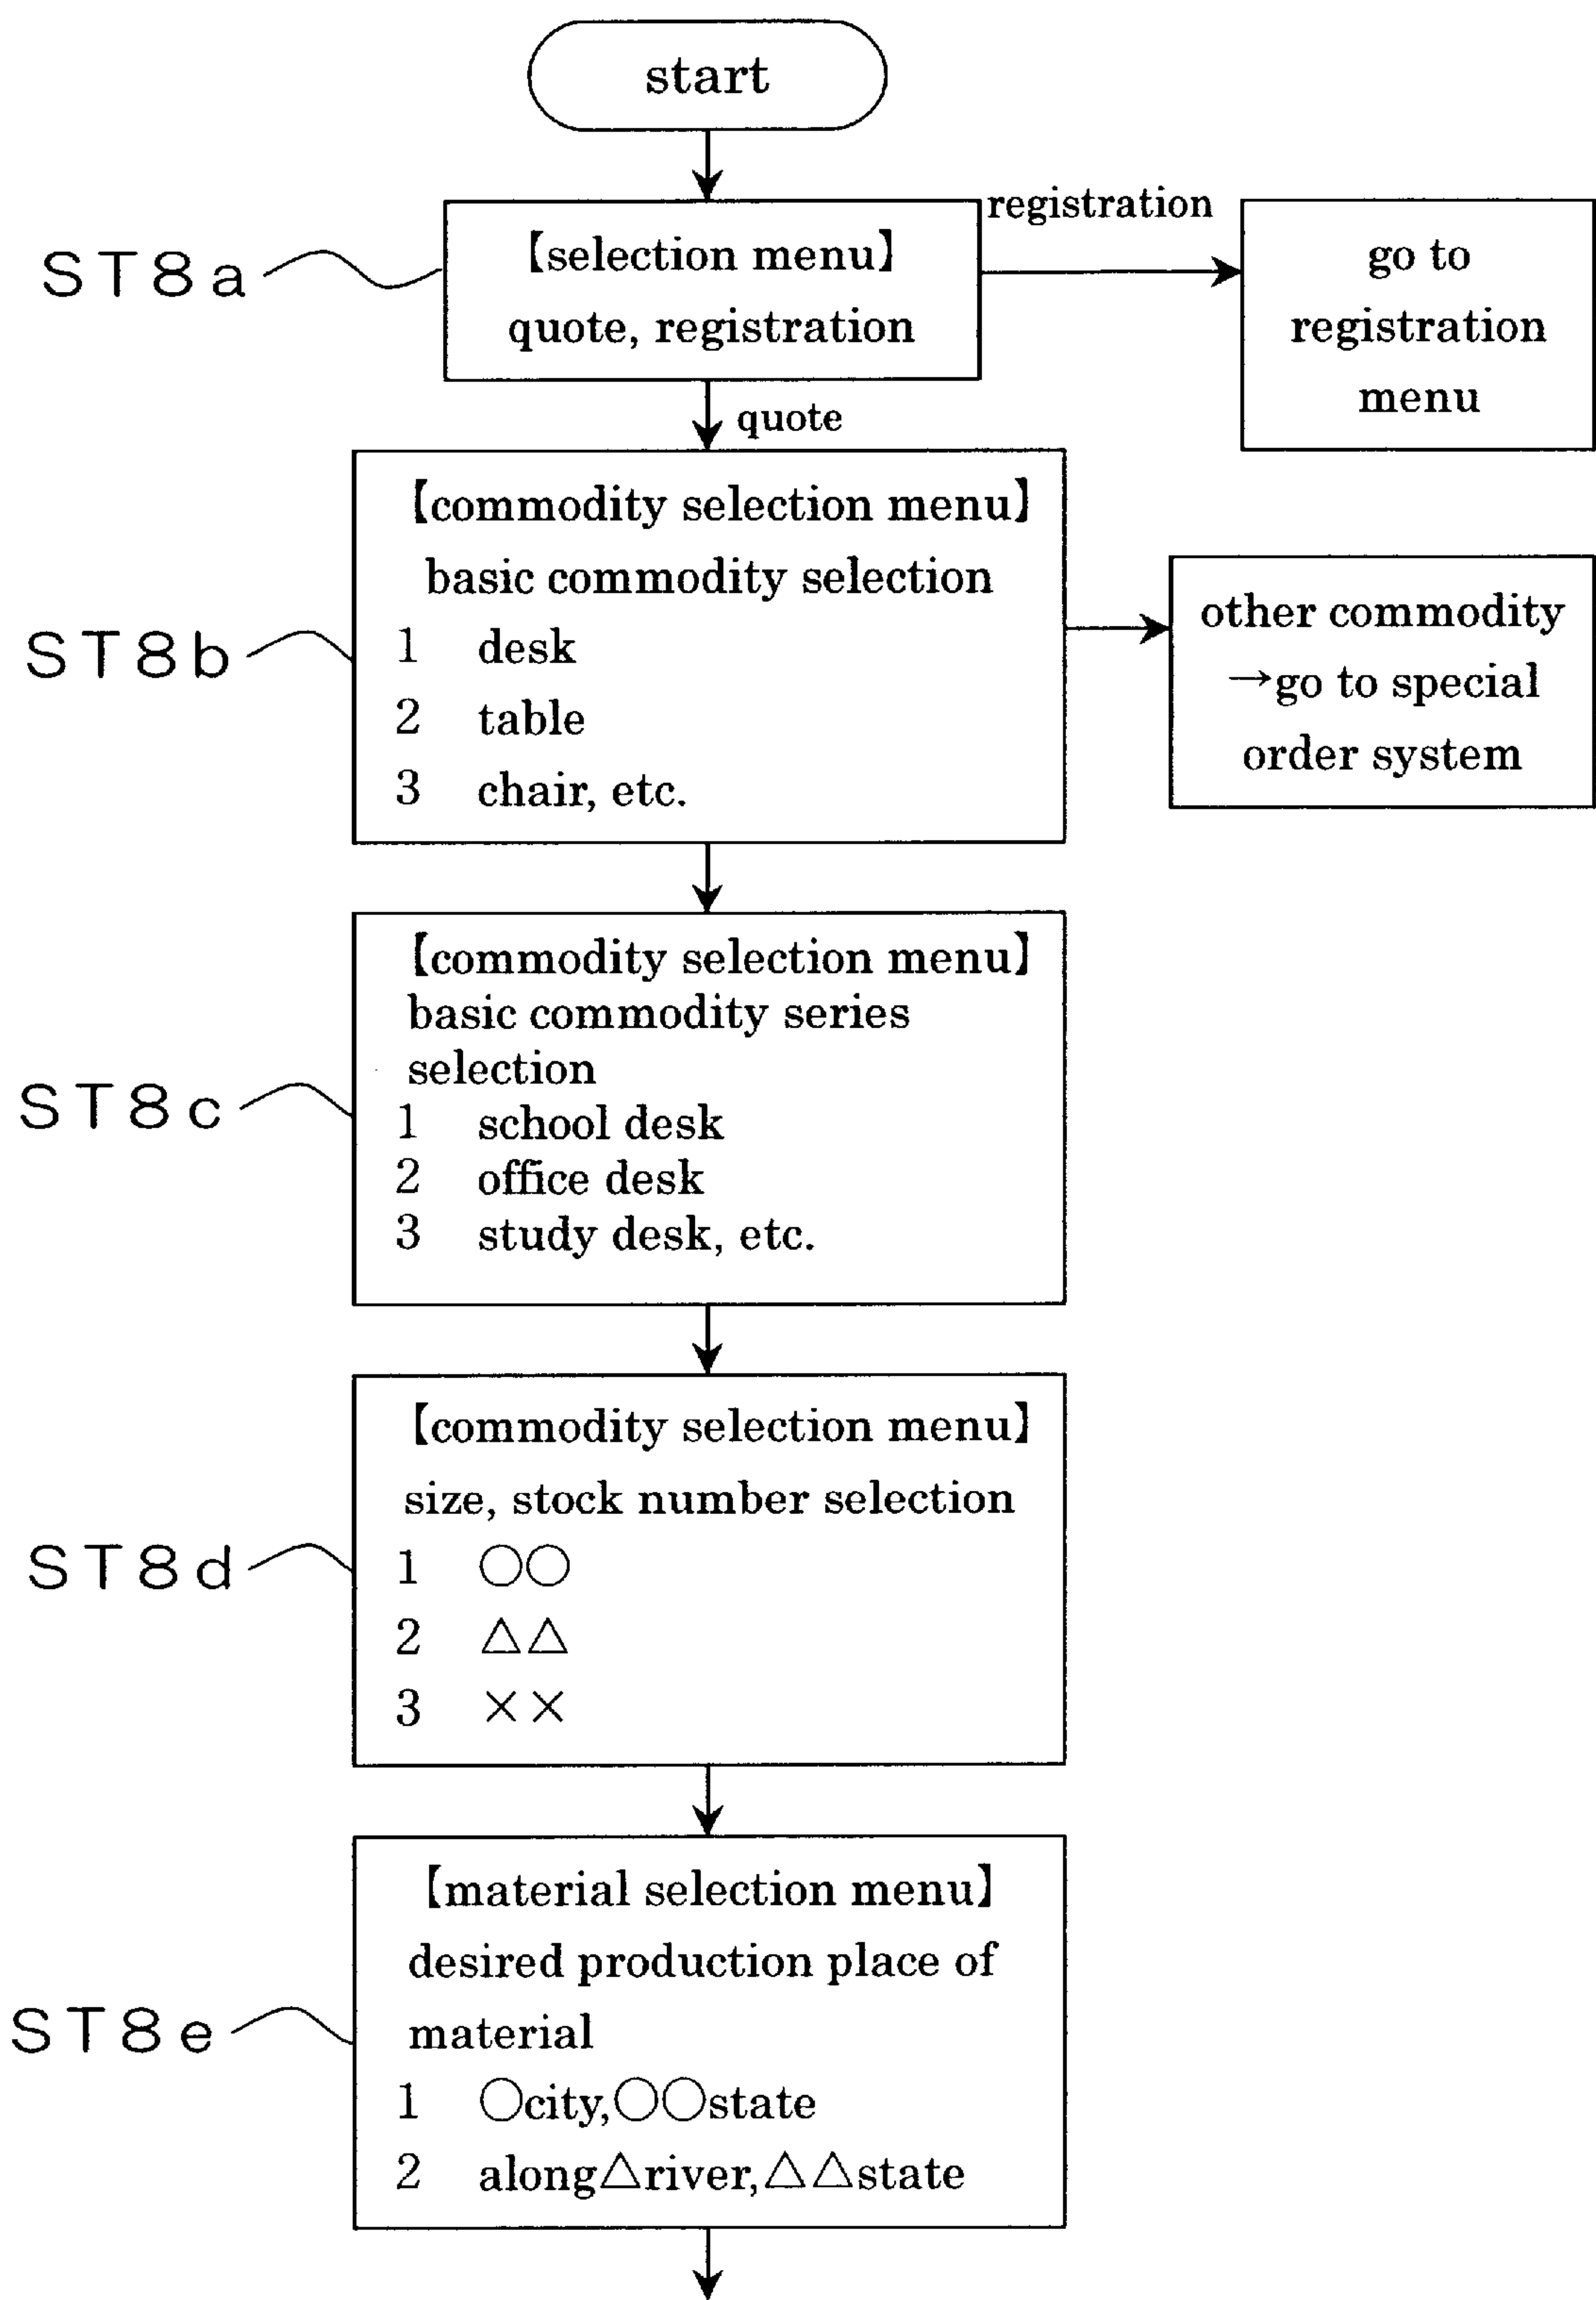 start
ST8a
【selection menu】
quote, registration
registration
go to
registration
menu
quote
ST8b
【commodity selection menu】
basic commodity selection
1 desk
2 table
3 chair, etc.
other commodity
→go to special
order system
ST8c
【commodity selection menu】
basic commodity series
selection
1 school desk
2 office desk
3 study desk, etc.
ST8d
【commodity selection menu】
size, stock number selection
1 ○○
2 △△
3 ××
ST8e
【material selection menu】
desired production place of
material
1 ○city,○○state
2 along△river,△△state